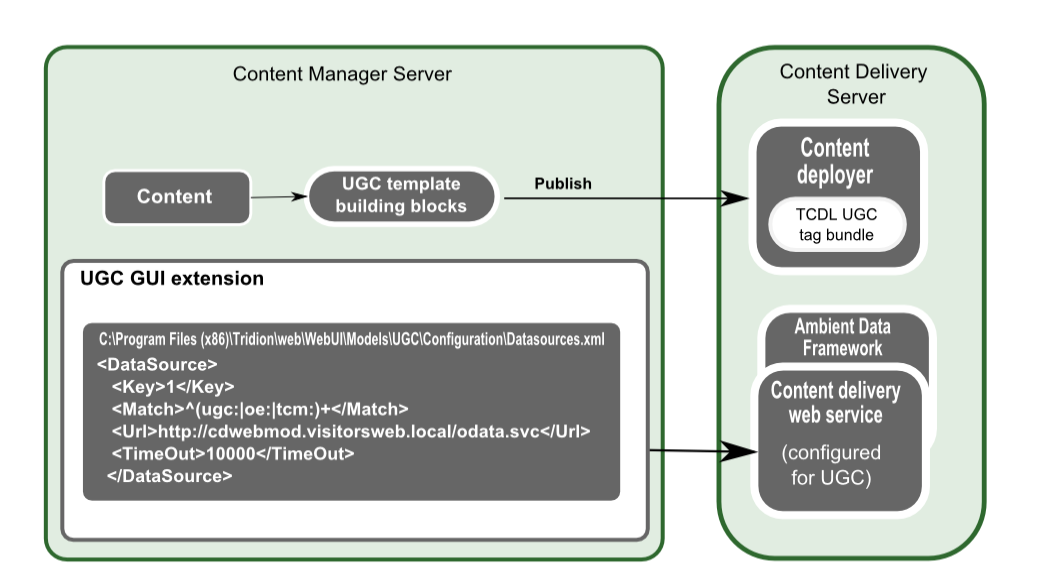 Content Manager Server
Content Delivery
Server
Content
UGC template
building blocks
Publish
Content
deployer
TCDL UGC
tag bundle
UGC GUI extension
C:\Program Files (x86)\Tridion\web\WebUI\Models\UGC\Configuration\Datasources.xml
<DataSource>
<Key>1</Key>
<Match>^(ugc:|oe:|tcm:)+</Match>
<Url>http://cdwebmod.visitorsweb.local/odata.svc</Url>
<TimeOut>10000</TimeOut>
</DataSource>
Ambient Data
Framework
Content delivery
web service
(configured
for UGC)